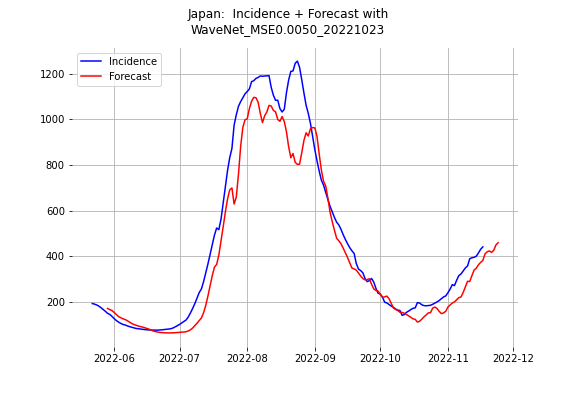 Japan:  Incidence + Forecast with
WaveNet_MSE0.0050_20221023
Incidence
Forecast
1200
1000
800
600
400
200
2022-06 2022-07 2022-08 2022-09 2022-10 2022-11 2022-12